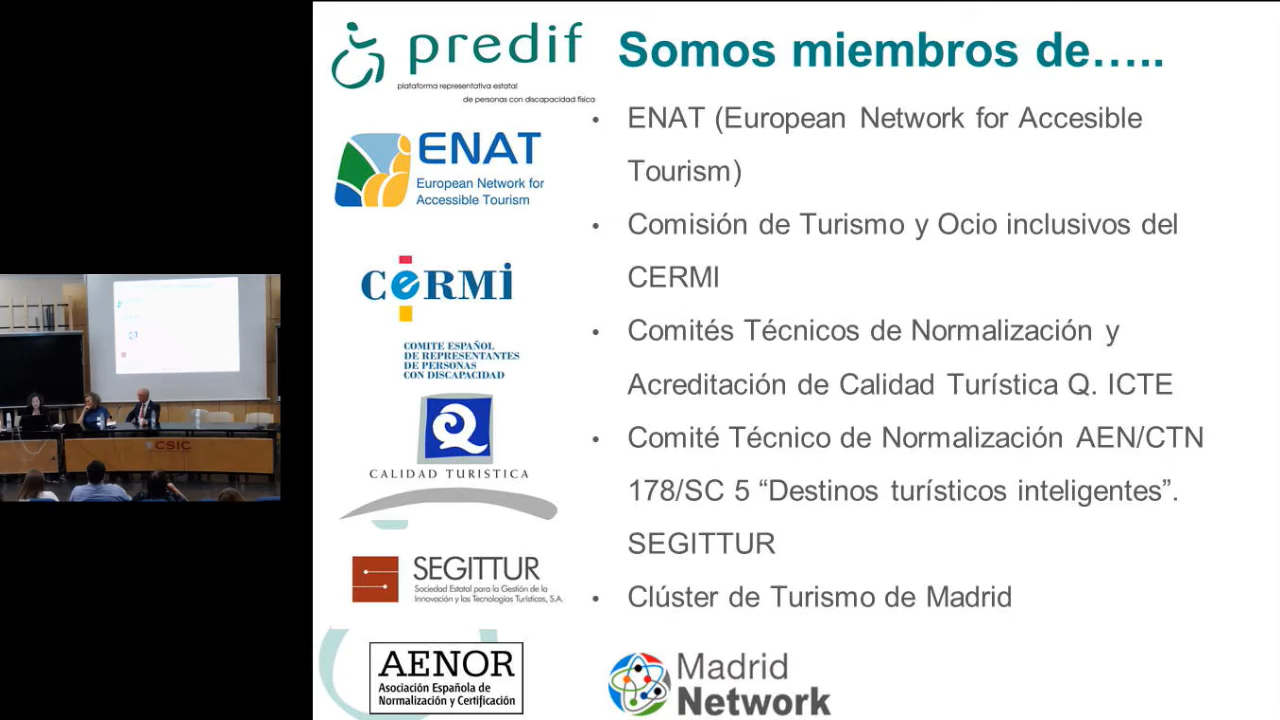 predif
plataforma representativa estatal
de personas con discapacidad física
Somos miembros de…..
• ENAT (European Network for Accesible
Tourism)
• Comisión de Turismo y Ocio inclusivos del
CERMI
• Comités Técnicos de Normalización y
Acreditación de Calidad Turística Q. ICTE
• Comité Técnico de Normalización AEN/CTN
178/SC 5 “Destinos turísticos inteligentes”.
SEGITTUR
• Clúster de Turismo de Madrid
ENAT
European Network for
Accessible Tourism
CERMI
COMITE ESPAÑOL
DE REPRESENTANTES
DE PERSONAS
CON DISCAPACIDAD
Q
CALIDAD TURISTICA
SEGITTUR
Sociedad Estatal para la Gestión de la
Innovación y las Tecnologías Turísticas, S.A.
AENOR
Asociación Española de
Normalización y Certificación
Madrid
Network
CSIC